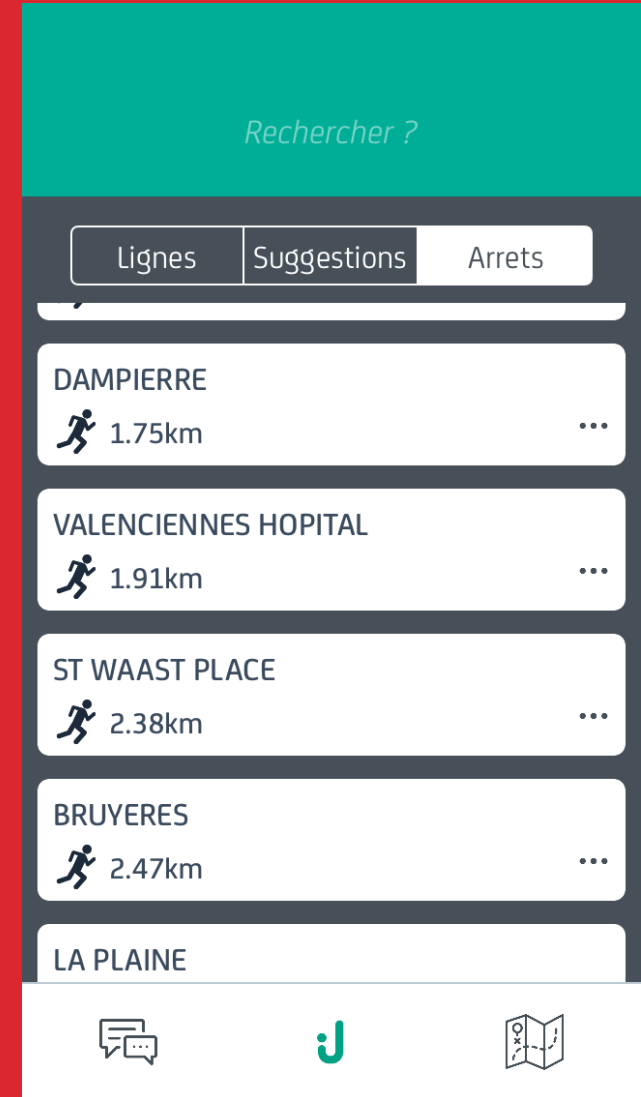 Rechercher ?
Lignes
Suggestions
Arrets
DAMPIERRE
1.75km
VALENCIENNES HOPITAL
1.91km
ST WAAST PLACE
2.38km
BRUYERES
2.47km
LA PLAINE